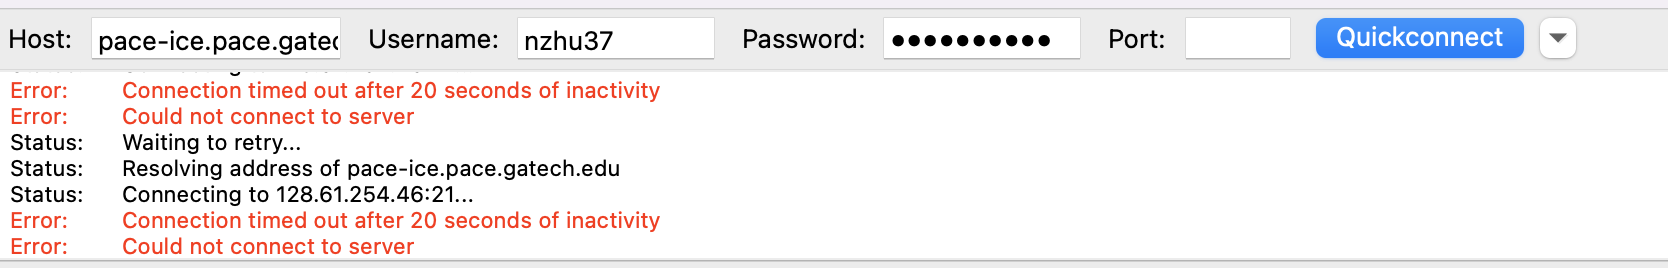 Host: pace-ice.pace.gatec Username: nzhu37 Password: ●●●●●●●●●● Port: Quickconnect
Error: Connection timed out after 20 seconds of inactivity
Error: Could not connect to server
Status: Waiting to retry...
Status: Resolving address of pace-ice.pace.gatech.edu
Status: Connecting to 128.61.254.46:21...
Error: Connection timed out after 20 seconds of inactivity
Error: Could not connect to server